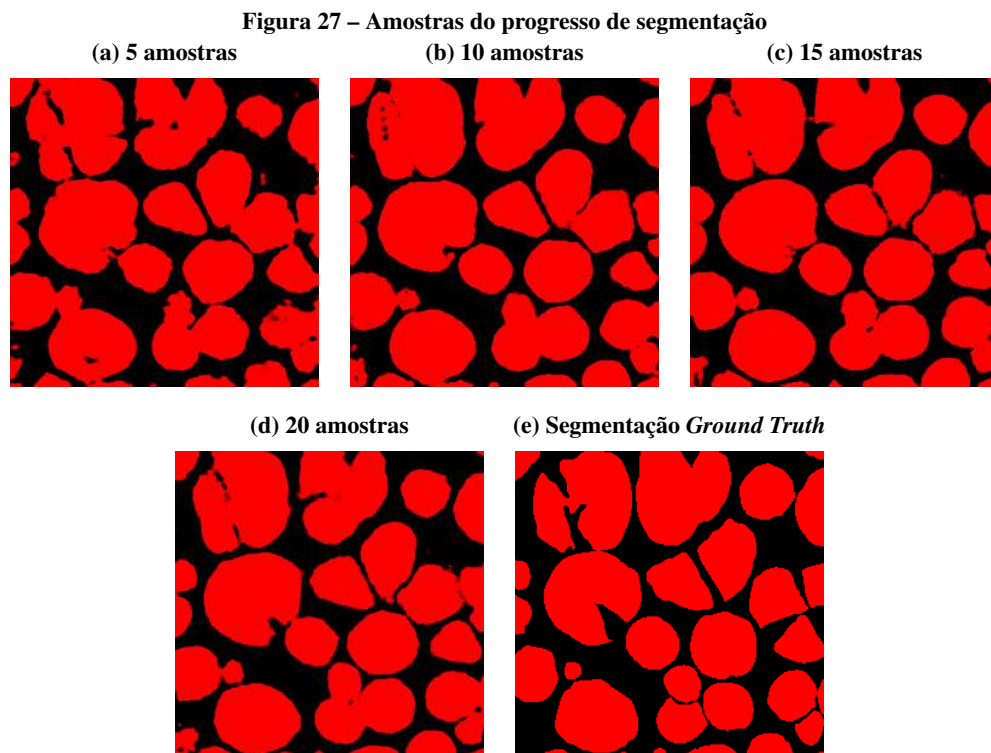 Figura 27 – Amostras do progresso de segmentação
(a) 5 amostras
(b) 10 amostras
(c) 15 amostras
(d) 20 amostras
(e) Segmentação Ground Truth